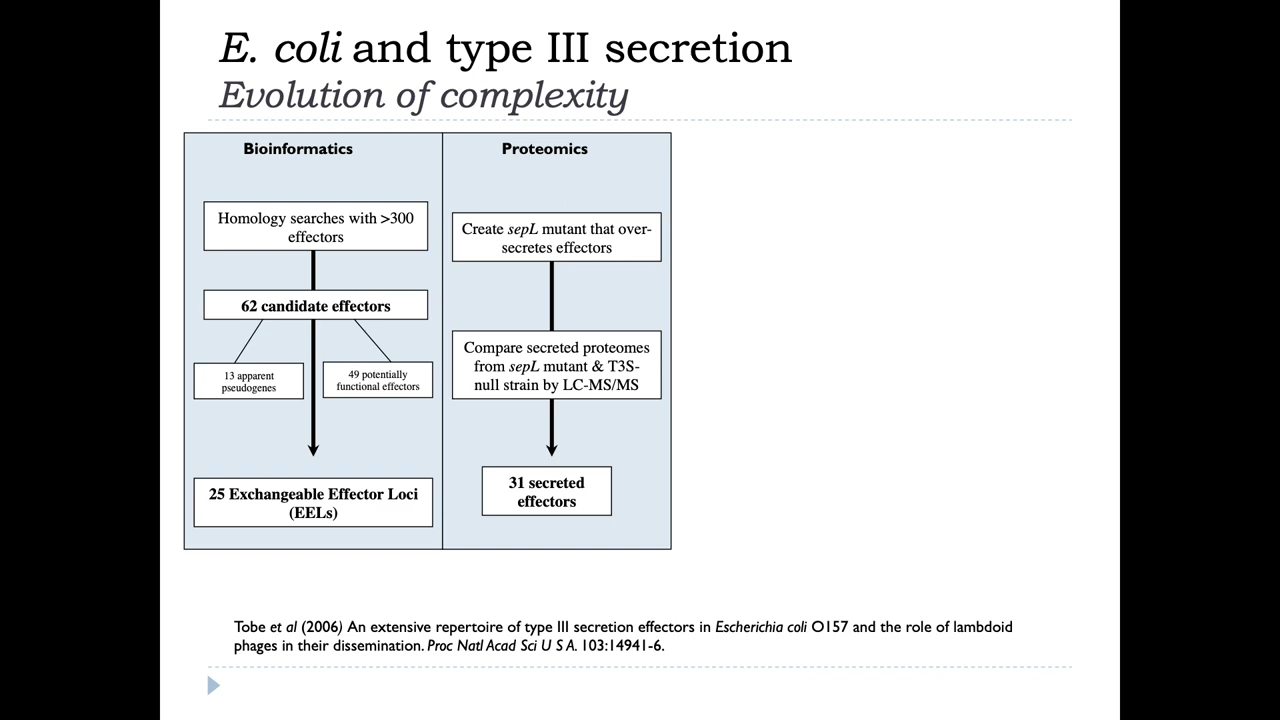 E. coli and type III secretion
Evolution of complexity
Bioinformatics
Homology searches with >300
effectors
62 candidate effectors
13 apparent
pseudogenes
49 potentially
functional effectors
25 Exchangeable Effector Loci
(EELs)
Proteomics
Create sepL mutant that over-
secretes effectors
Compare secreted proteomes
from sepL mutant & T3S-
null strain by LC-MS/MS
31 secreted
effectors
Tobe et al (2006) An extensive repertoire of type III secretion effectors in Escherichia coli O157 and the role of lambdoid
phages in their dissemination. Proc Natl Acad Sci U S A. 103:14941-6.